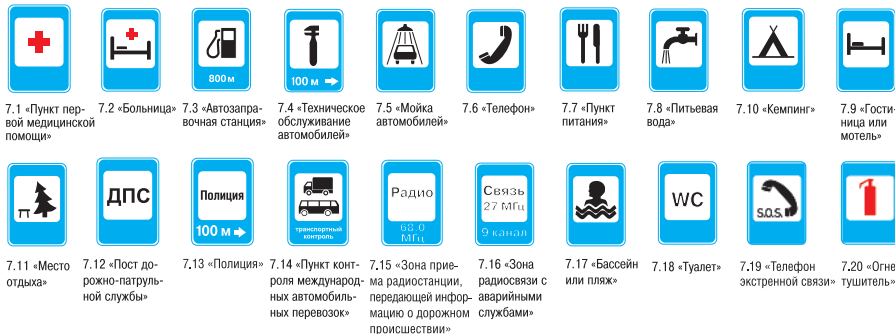 800 м
100 м
7.1 «Пункт пер-
вой медицинской
помощи»
7.2 «Больница»
7.3 «Автозапра-
вочная станция»
7.4 «Техническое
обслуживание
автомобилей»
7.5 «Мойка
автомобилей»
7.6 «Телефон»
7.7 «Пункт
питания»
7.8 «Питьевая
вода»
7.10 «Кемпинг»
7.9 «Гости-
ница или
мотель»
ДПС
Полиция
100 м
транспортный
контроль
Радио
68.0
МГц
Связь
27 МГц
9 канал
WC
S.O.S.
7.11 «Место
отдыха»
7.12 «Пост до-
рожно-патруль-
ной службы»
7.13 «Полиция»
7.14 «Пункт конт-
роля международ-
ных автомобиль-
ных перевозок»
7.15 «Зона прие-
ма радиостанции,
передающей инфор-
мацию о дорожном
происшествии»
7.16 «Зона
радиосвязи с
аварийными
службами»
7.17 «Бассейн
или пляж»
7.18 «Туалет»
7.19 «Телефон
экстренной связи»
7.20 «Огне
тушитель»